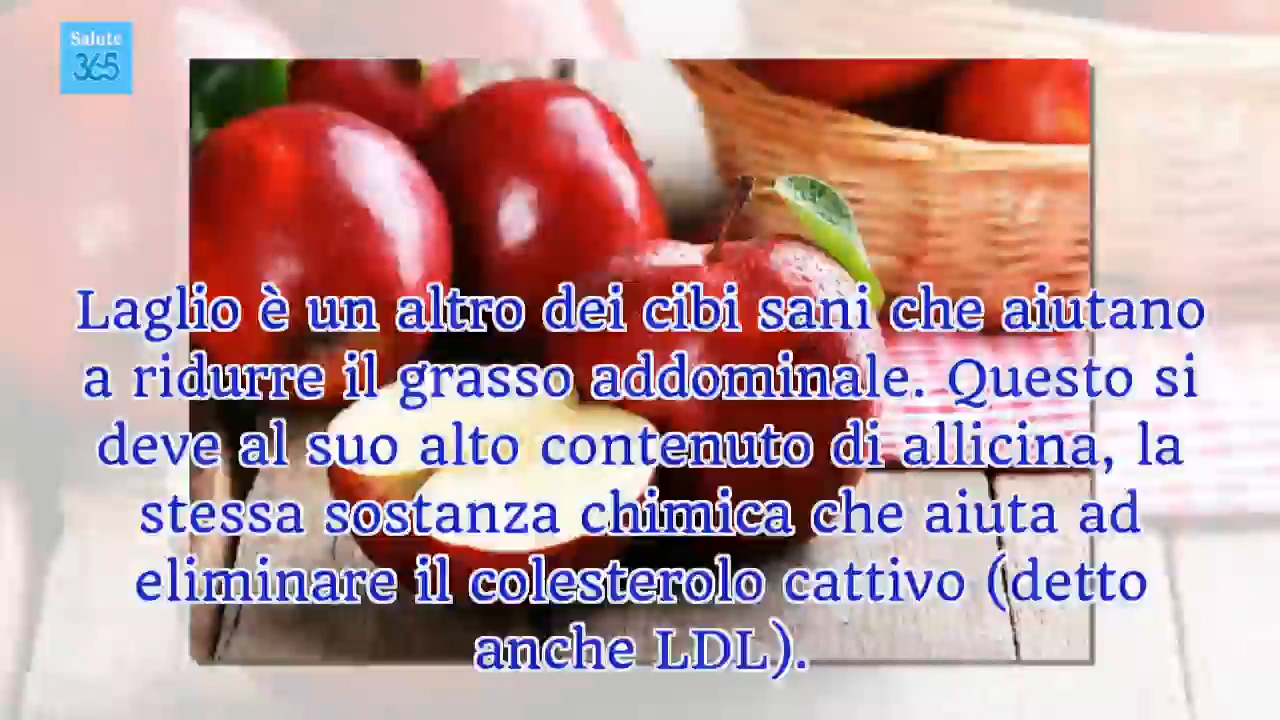 Salute
365
Laglio è un altro dei cibi sani che aiutano
a ridurre il grasso addominale. Questo si
deve al suo alto contenuto di allicina, la
stessa sostanza chimica che aiuta ad
eliminare il colesterolo cattivo (detto
anche LDL).